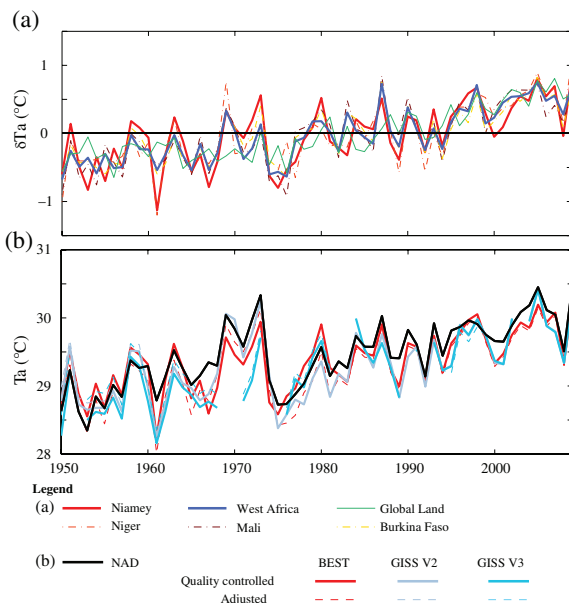 (a)
δTa (°C)
1
0
−1
(b)
Ta (°C)
31
30
29
28
1950 1960 1970 1980 1990 2000
Legend
(a) Niamey West Africa Global Land
Niger Mali Burkina Faso
(b) NAD BEST GISS V2 GISS V3
Quality controlled
Adjusted